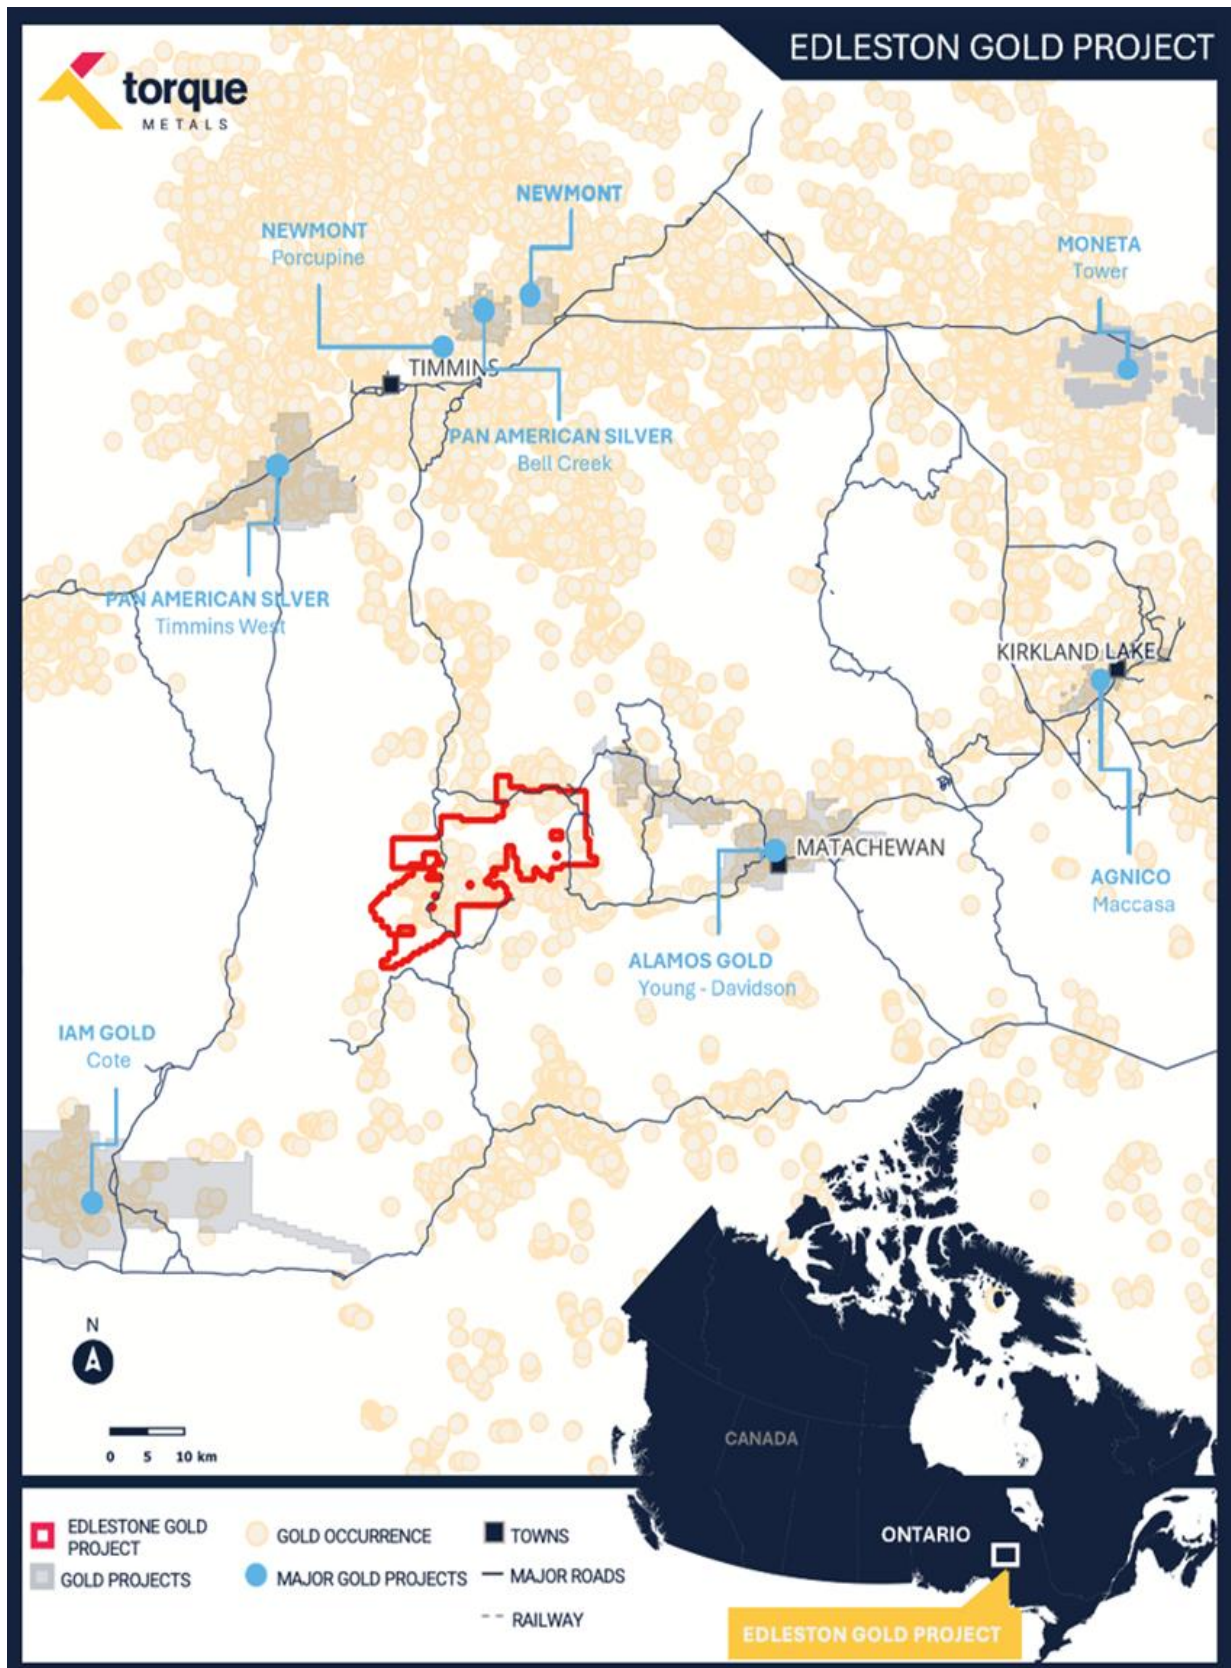 EDLESTON GOLD PROJECT
torque
METALS
NEWMONT
NEWMONT
Porcupine
MONETA
Tower
TIMMINS
PAN AMERICAN SILVER
Bell Creek
PAN AMERICAN SILVER
Timmins West
KIRKLAND LAKE
MATACHEWAN
AGNICO
Maccasa
ALAMOS GOLD
Young - Davidson
IAM GOLD
Cote
N
0 5 10 km
CANADA
ONTARIO
EDLESTON GOLD PROJECT
EDLESTONE GOLD
PROJECT
GOLD PROJECTS
GOLD OCCURRENCE
MAJOR GOLD PROJECTS
TOWNS
MAJOR ROADS
RAILWAY